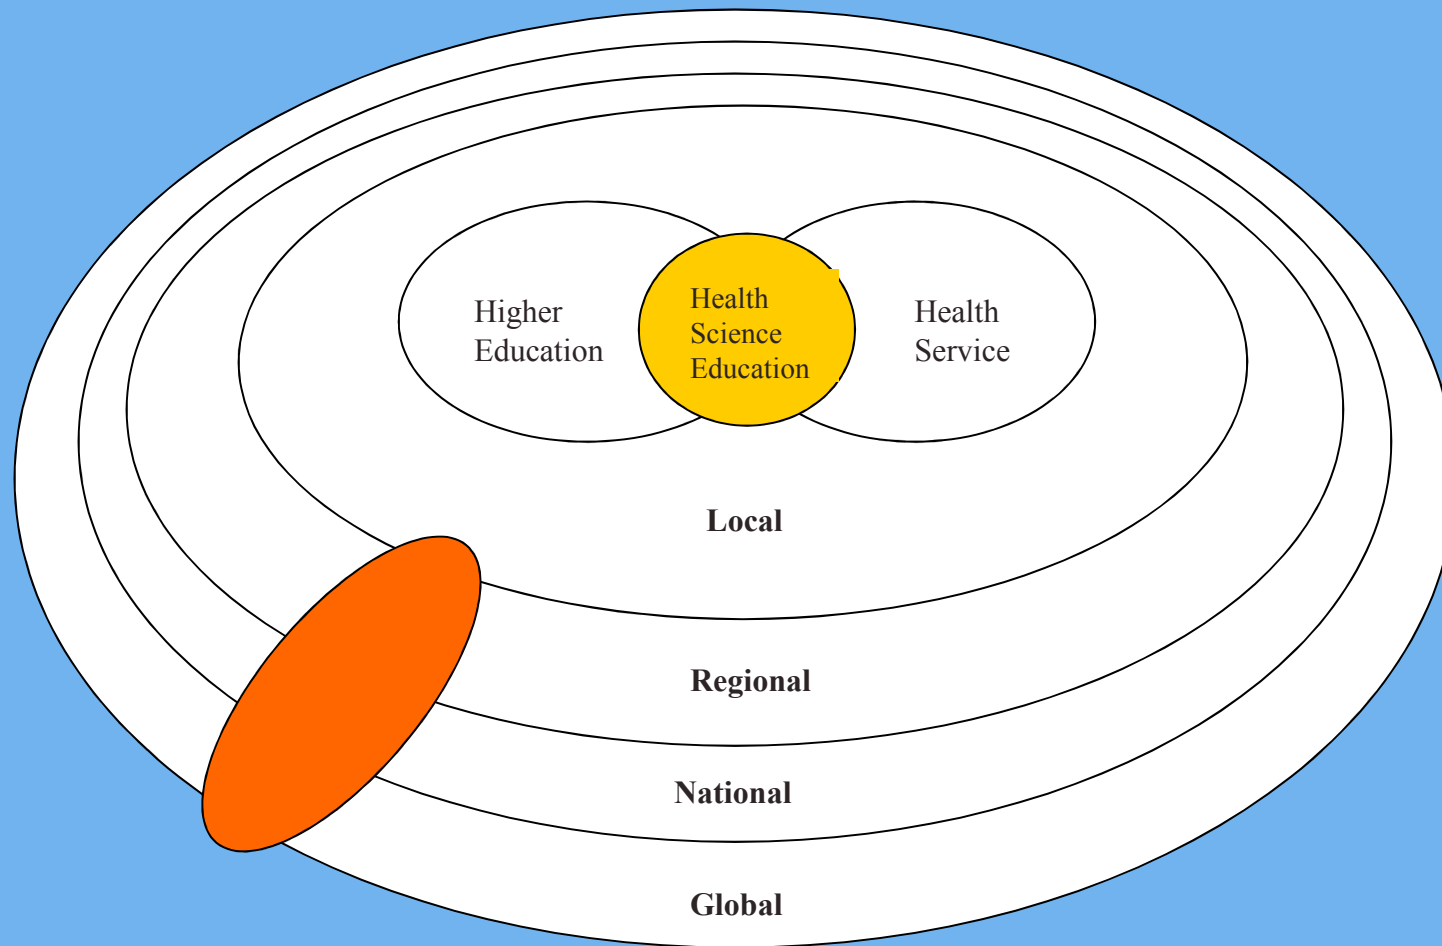 Higher
Education
Health
Science
Education
Health
Service
Local
Regional
National
Global